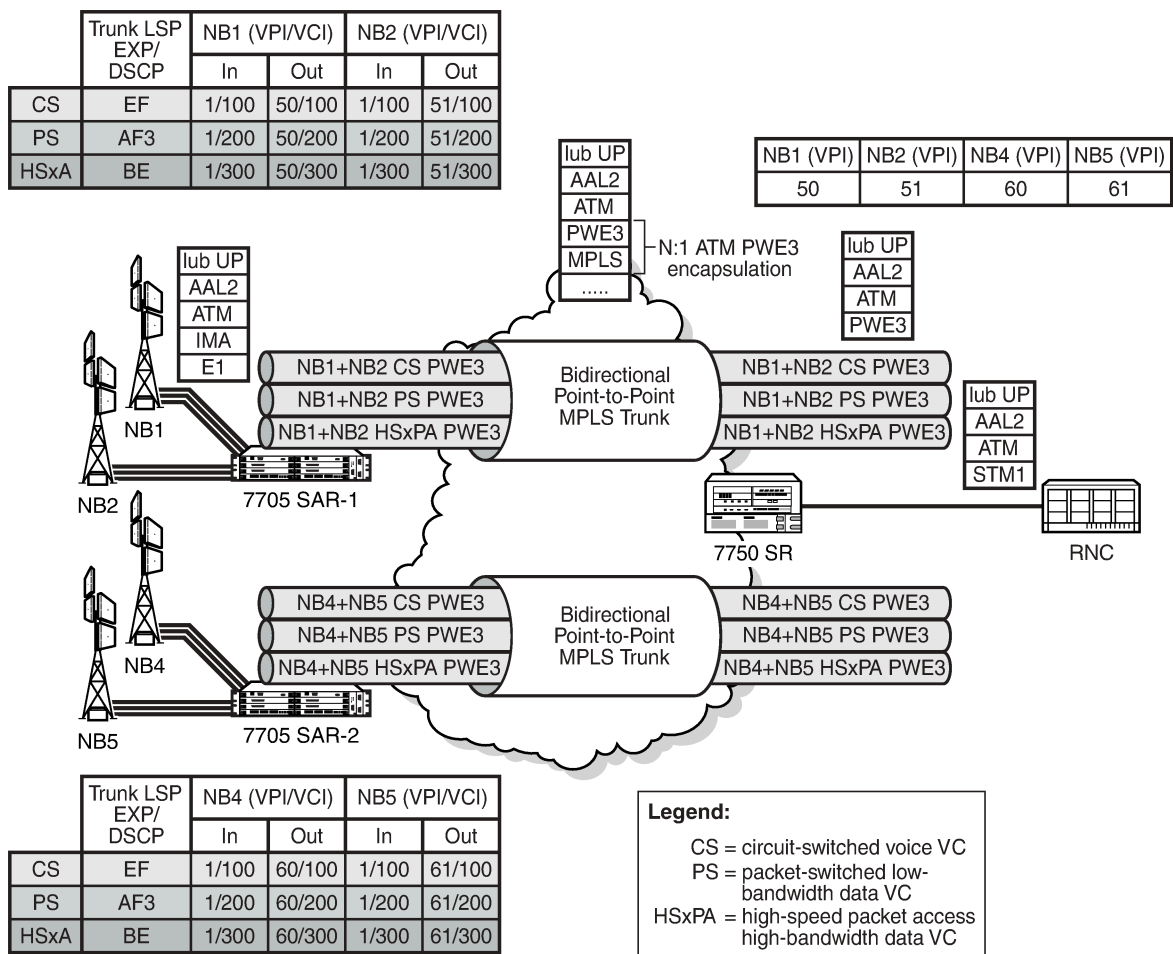 Trunk LSP EXP/ DSCP NB1 (VPI/VCI) NB2 (VPI/VCI)
In Out In Out
CS EF 1/100 50/100 1/100 51/100
PS AF3 1/200 50/200 1/200 51/200
HSxA BE 1/300 50/300 1/300 51/300
NB1 (VPI) NB2 (VPI) NB4 (VPI) NB5 (VPI)
50 51 60 61
Iub UP
AAL2
ATM
PWE3
MPLS
.....
N:1 ATM PWE3
encapsulation
Iub UP
AAL2
ATM
PWE3
Iub UP
AAL2
ATM
IMA
E1
NB1
NB2
7705 SAR-1
NB1+NB2 CS PWE3
NB1+NB2 PS PWE3
NB1+NB2 HSxPA PWE3
Bidirectional
Point-to-Point
MPLS Trunk
NB1+NB2 CS PWE3
NB1+NB2 PS PWE3
NB1+NB2 HSxPA PWE3
Iub UP
AAL2
ATM
STM1
7750 SR
RNC
NB4
NB5
7705 SAR-2
NB4+NB5 CS PWE3
NB4+NB5 PS PWE3
NB4+NB5 HSxPA PWE3
Bidirectional
Point-to-Point
MPLS Trunk
NB4+NB5 CS PWE3
NB4+NB5 PS PWE3
NB4+NB5 HSxPA PWE3
Trunk LSP EXP/ DSCP NB4 (VPI/VCI) NB5 (VPI/VCI)
In Out In Out
CS EF 1/100 60/100 1/100 61/100
PS AF3 1/200 60/200 1/200 61/200
HSxA BE 1/300 60/300 1/300 61/300
Legend:
CS = circuit-switched voice VC
PS = packet-switched low-
bandwidth data VC
HSxPA = high-speed packet access
high-bandwidth data VC